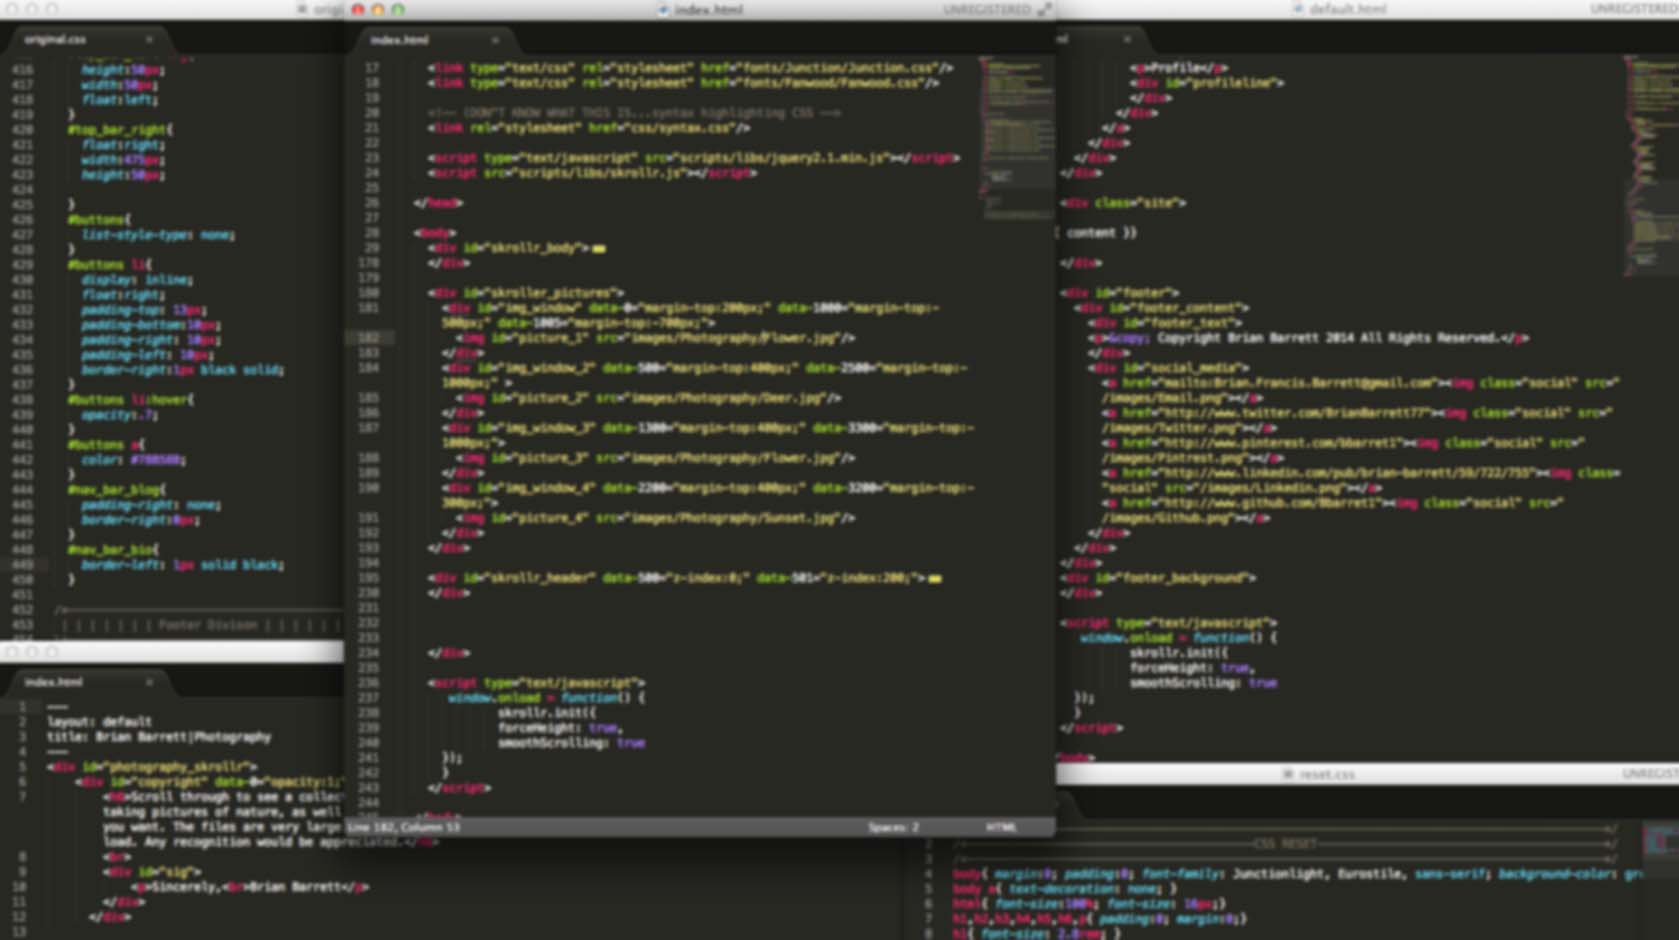 original.css
416
417 height:50px;
418 width:50px;
float:left;
419 }
420 #top_bar_right{
421 float:right;
422 width:475px;
423 height:50px;
424
425 }
426 #buttons{
427 list-style-type: none;
428 }
429 #buttons li{
430 display: inline;
431 float:right;
432 padding-top: 13px;
433 padding-bottom:10px;
434 padding-right: 10px;
435 padding-left: 10px;
436 border-right:1px black solid;
437 }
438 #buttons li:hover{
439 opacity:.7;
440 }
441 #buttons a{
442 color:
443 }
444 #nav_bar_blog{
445 padding-right: none;
446 border-right:0px;
447 }
448 #nav_bar_bio{
449 border-left: 1px solid black;
450 }
451
452 /*
453 | | | | | | | Footer Divison | | | | | |
index.html
UNREGISTERED
index.html
17 <link type="text/css" rel="stylesheet" href="fonts/Junction/Junction.css"/>
18 <link type="text/css" rel="stylesheet" href="fonts/Fanwood/Fanwood.css"/>
19
20 <!-- (DON'T KNOW WHAT THIS IS...syntax highlighting CSS -->
21 <link rel="stylesheet" href="css/syntax.css"/>
22
23 <script type="text/javascript" src="scripts/libs/jquery2.1.min.js"></script>
24 <script src="scripts/libs/skrollr.js"></script>
25
26 </head>
27
28 <body>
29 <div id="skrollr_body">
178 </div>
179
180 <div id="skroller_pictures">
181 <div id="img_window" data-0="margin-top:200px;" data-1000="margin-top:-
500px;" data-1005="margin-top:-700px;">
182 <img id="picture_1" src="images/Photography/Flower.jpg"/>
183 </div>
184 <div id="img_window_2" data-500="margin-top:400px;" data-2500="margin-top:-
1000px;" >
185 <img id="picture_2" src="images/Photography/Deer.jpg"/>
186 </div>
187 <div id="img_window_3" data-1300="margin-top:400px;" data-3300="margin-top:-
1000px;">
188 <img id="picture_3" src="images/Photography/Flower.jpg"/>
189 </div>
190 <div id="img_window_4" data-2200="margin-top:400px;" data-3200="margin-top:-
300px;">
191 <img id="picture_4" src="images/Photography/Sunset.jpg"/>
192 </div>
193 </div>
194
195 <div id="skrollr_header" data-500="z-index:0;" data-501="z-index:200;">
230 </div>
231
232
233
234 </div>
235
236 <script type="text/javascript">
237 window.onload = function() {
238 skrollr.init({
239 forceHeight: true,
240 smoothScrolling: true
241 });
242 }
243 </script>
244
Line 182, Column 53
Spaces: 2
HTML
default.html
UNREGISTERED
<p>Profile</p>
<div id="profileline">
</div>
</div>
</a>
</div>
</div>
<div class="site">
{ content }}
</div>
<div id="footer">
<div id="footer_content">
<div id="footer_text">
<p>&copy; Copyright Brian Barrett 2014 All Rights Reserved.</p>
</div>
<div id="social_media">
<a href="mailto:Brian.Francis.Barrett@gmail.com"><img class="social" src="
/images/Email.png"></a>
<a href="http://www.twitter.com/BrianBarrett77"><img class="social" src="
/images/Twitter.png"></a>
<a href="http://www.pinterest.com/bbarrett1"><img class="social" src="
/images/Pintrest.png"></a>
<a href="http://www.linkedin.com/pub/brian-barrett/59/722/755"><img class=
"social" src="/images/Linkedin.png"></a>
<a href="http://www.github.com/Bbarrett"><img class="social" src="
/images/Github.png"></a>
</div>
</div>
<div id="footer_background">
</div>
<script type="text/javascript">
window.onload = function() {
skrollr.init({
forceHeight: true,
smoothScrolling: true
});
}
</script>
index.html
1 ---
2 layout: default
3 title: Brian Barrett|Photography
4 ---
5 <div id="photography_skrollr">
6 <div id="copyright" data-0="opacity:1;"
7 Scroll through to see a collec
taking pictures of nature, as well
you want. The files are very large
load. Any recognition would be appreciated.
8 <br>
9 <div id="sig">
10 <p>Sincerely,<br>Brian Barrett</p>
11 </div>
12 </div>
13
reset.css
2 CSS RESET
3
4 body{ margin:0; padding:0; font-family: Junctionlight, Eurostile, sans-serif; background-color:
5 body a{ text-decoration: none; }
6 html{ font-size:100%; font-size: 16px;}
7 h1,h2,h3,h4,h5,h6,p{ padding:0; margin:0;}
8 h1{ font-size: }